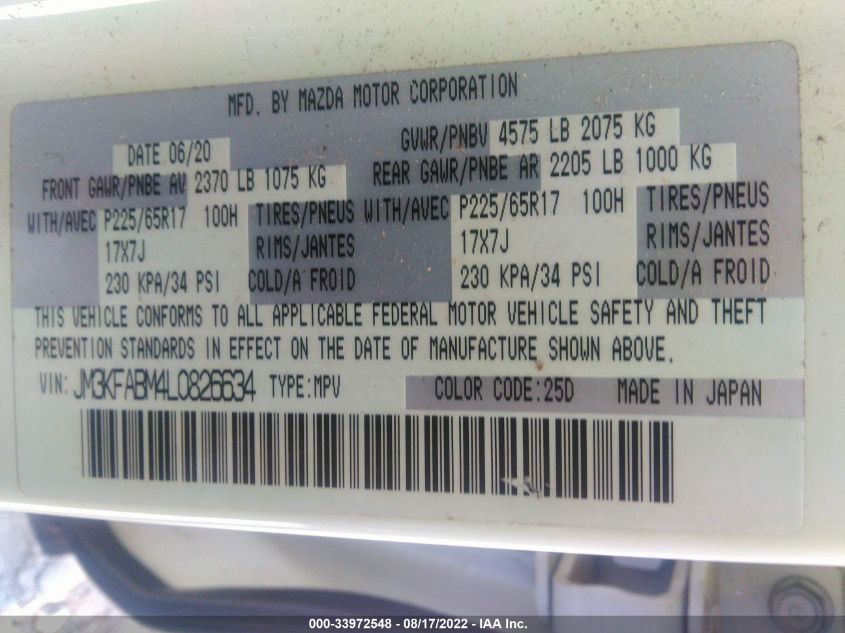 MFD. BY MAZDA MOTOR CORPORATION
DATE 06/20 GVWR/PNBV 4575 LB 2075 KG
FRONT GAWR/PNBE AV 2370 LB 1075 KG REAR GAWR/PNBE AR 2205 LB 1000 KG
WITH/AVEC P225/65R17 100H TIRES/PNEUS WITH/AVEC P225/65R17 100H TIRES/PNEUS
17X7J RIMS/JANTES 17X7J RIMS/JANTES
230 KPA/34 PSI COLD/A FROID 230 KPA/34 PSI COLD/A FROID
THIS VEHICLE CONFORMS TO ALL APPLICABLE FEDERAL MOTOR VEHICLE SAFETY AND THEFT
PREVENTION STANDARDS IN EFFECT ON THE DATE OF MANUFACTURE SHOWN ABOVE.
VIN: JM3KFABM4L0826634 TYPE:MPV COLOR CODE:25D MADE IN JAPAN
000-33972548 - 08/17/2022 - IAA Inc.